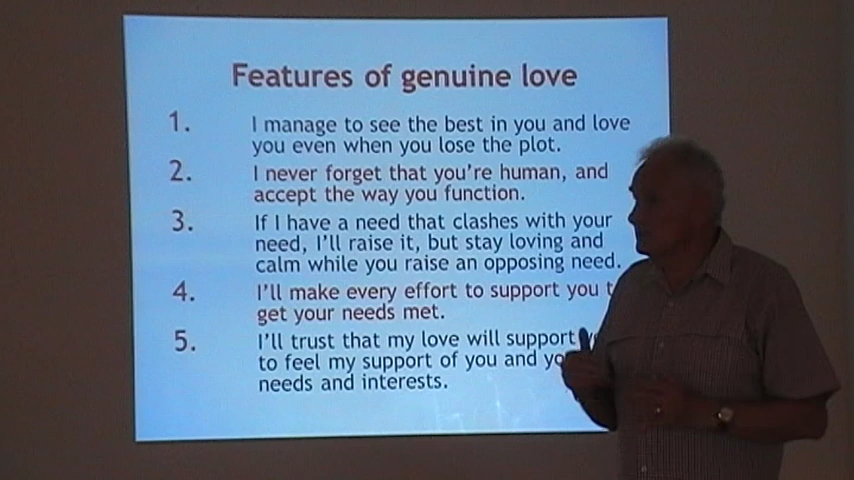 Features of genuine love
1. I manage to see the best in you and love
you even when you lose the plot.
2. I never forget that you're human, and
accept the way you function.
3. If I have a need that clashes with your
need, I'll raise it, but stay loving and
calm while you raise an opposing need.
4. I'll make every effort to support you
get your needs met.
5. I'll trust that my love will support
to feel my support of you and
needs and interests.